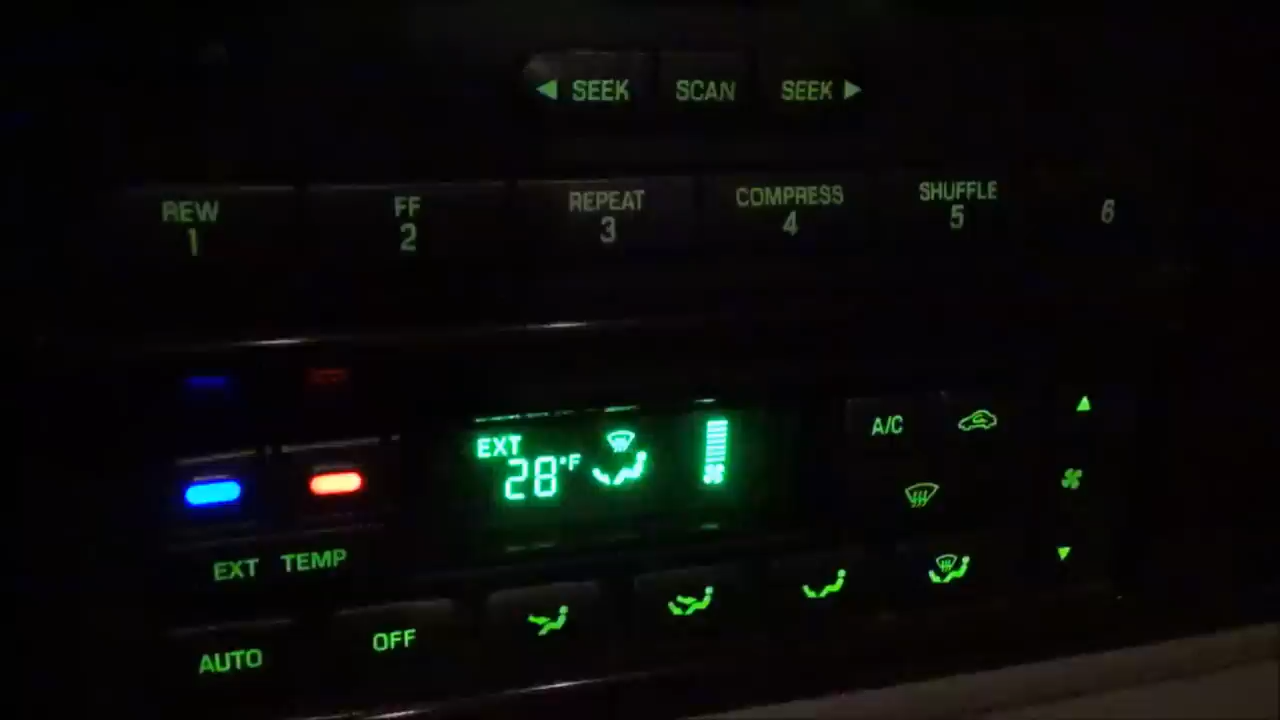 ◀ SEEK SCAN SEEK ▶
REW FF REPEAT COMPRESS SHUFFLE
1 2 3 4 5 6
EXT
28°F
A/C
EXT TEMP
AUTO OFF